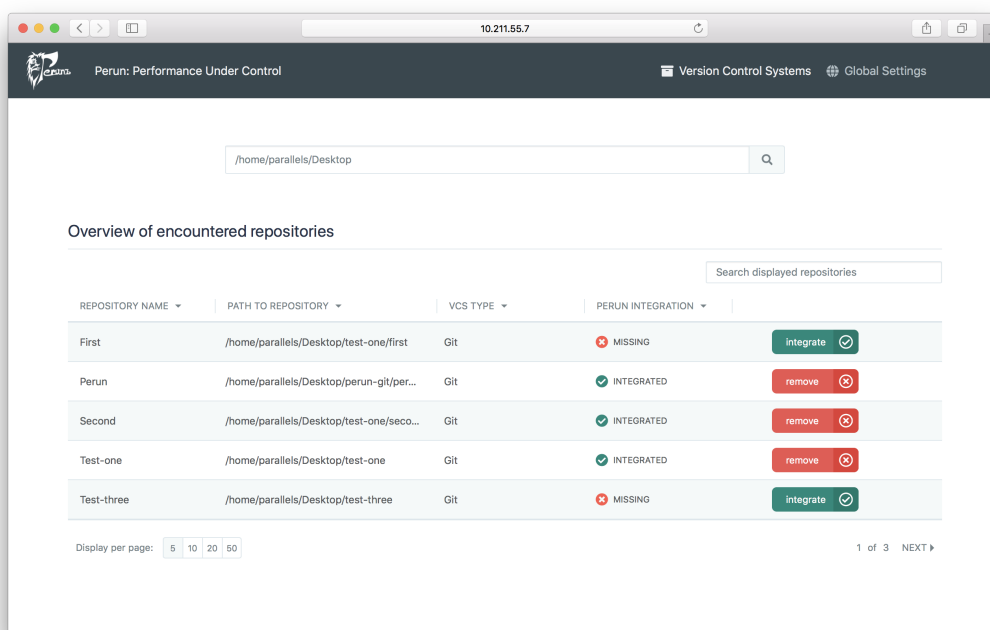 10.211.55.7
Perun Perun: Performance Under Control Version Control Systems Global Settings
/home/parallels/Desktop
Overview of encountered repositories
Search displayed repositories
REPOSITORY NAME PATH TO REPOSITORY VCS TYPE PERUN INTEGRATION
First /home/parallels/Desktop/test-one/first Git MISSING integrate
Perun /home/parallels/Desktop/perun-git/per... Git INTEGRATED remove
Second /home/parallels/Desktop/test-one/seco... Git INTEGRATED remove
Test-one /home/parallels/Desktop/test-one Git INTEGRATED remove
Test-three /home/parallels/Desktop/test-three Git MISSING integrate
Display per page: 5 10 20 50 1 of 3 NEXT